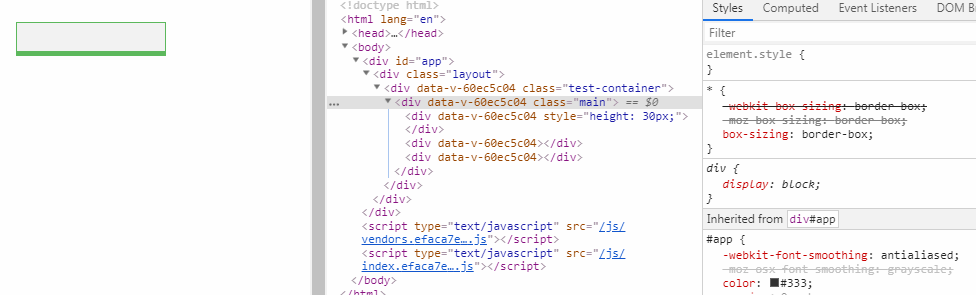 <!doctype html>
<html lang="en">
<head>…</head>
<body>
<div id="app">
<div class="layout">
<div data-v-60ec5c04 class="test-container">
… <div data-v-60ec5c04 class="main"> == $0
<div data-v-60ec5c04 style="height: 30px;">
</div>
<div data-v-60ec5c04></div>
<div data-v-60ec5c04></div>
</div>
</div>
</div>
</div>
<script type="text/javascript" src="/js/
vendors.efaca7e….js"></script>
<script type="text/javascript" src="/js/
index.efaca7e….js"></script>
</body>
</html>
Styles Computed Event Listeners DOM Br
Filter
element.style {
}
* {
-webkit-box-sizing: border-box;
-moz-box-sizing: border-box;
box-sizing: border-box;
}
div {
display: block;
}
Inherited from div#app
#app {
-webkit-font-smoothing: antialiased;
-moz-osx-font-smoothing: grayscale;
color: #333;